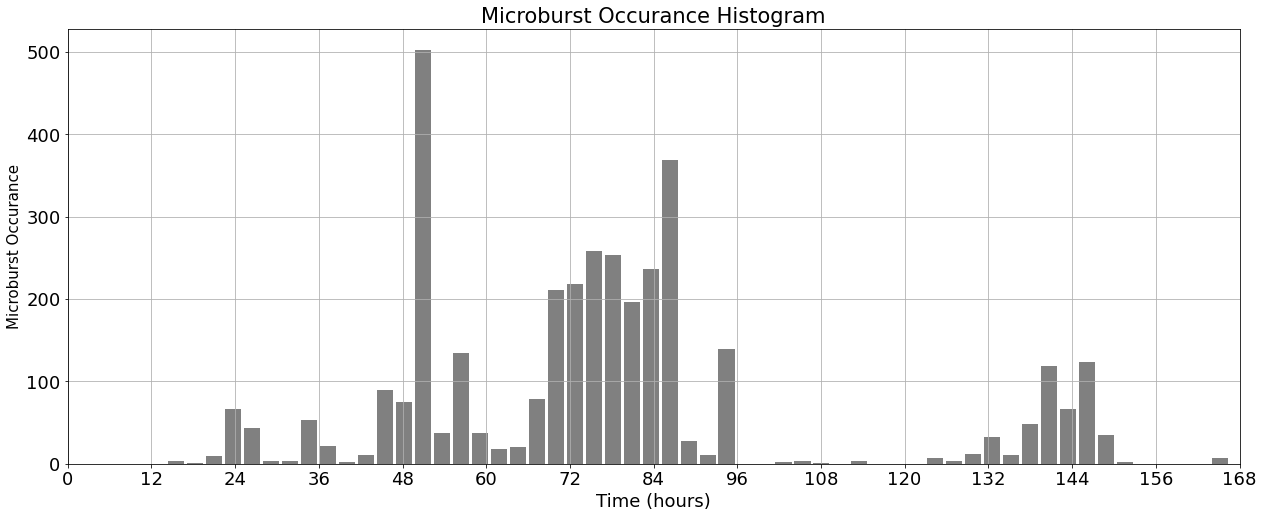 Microburst Occurance Histogram
Microburst Occurance
500
400
300
200
100
0
0 12 24 36 48 60 72 84 96 108 120 132 144 156 168
Time (hours)